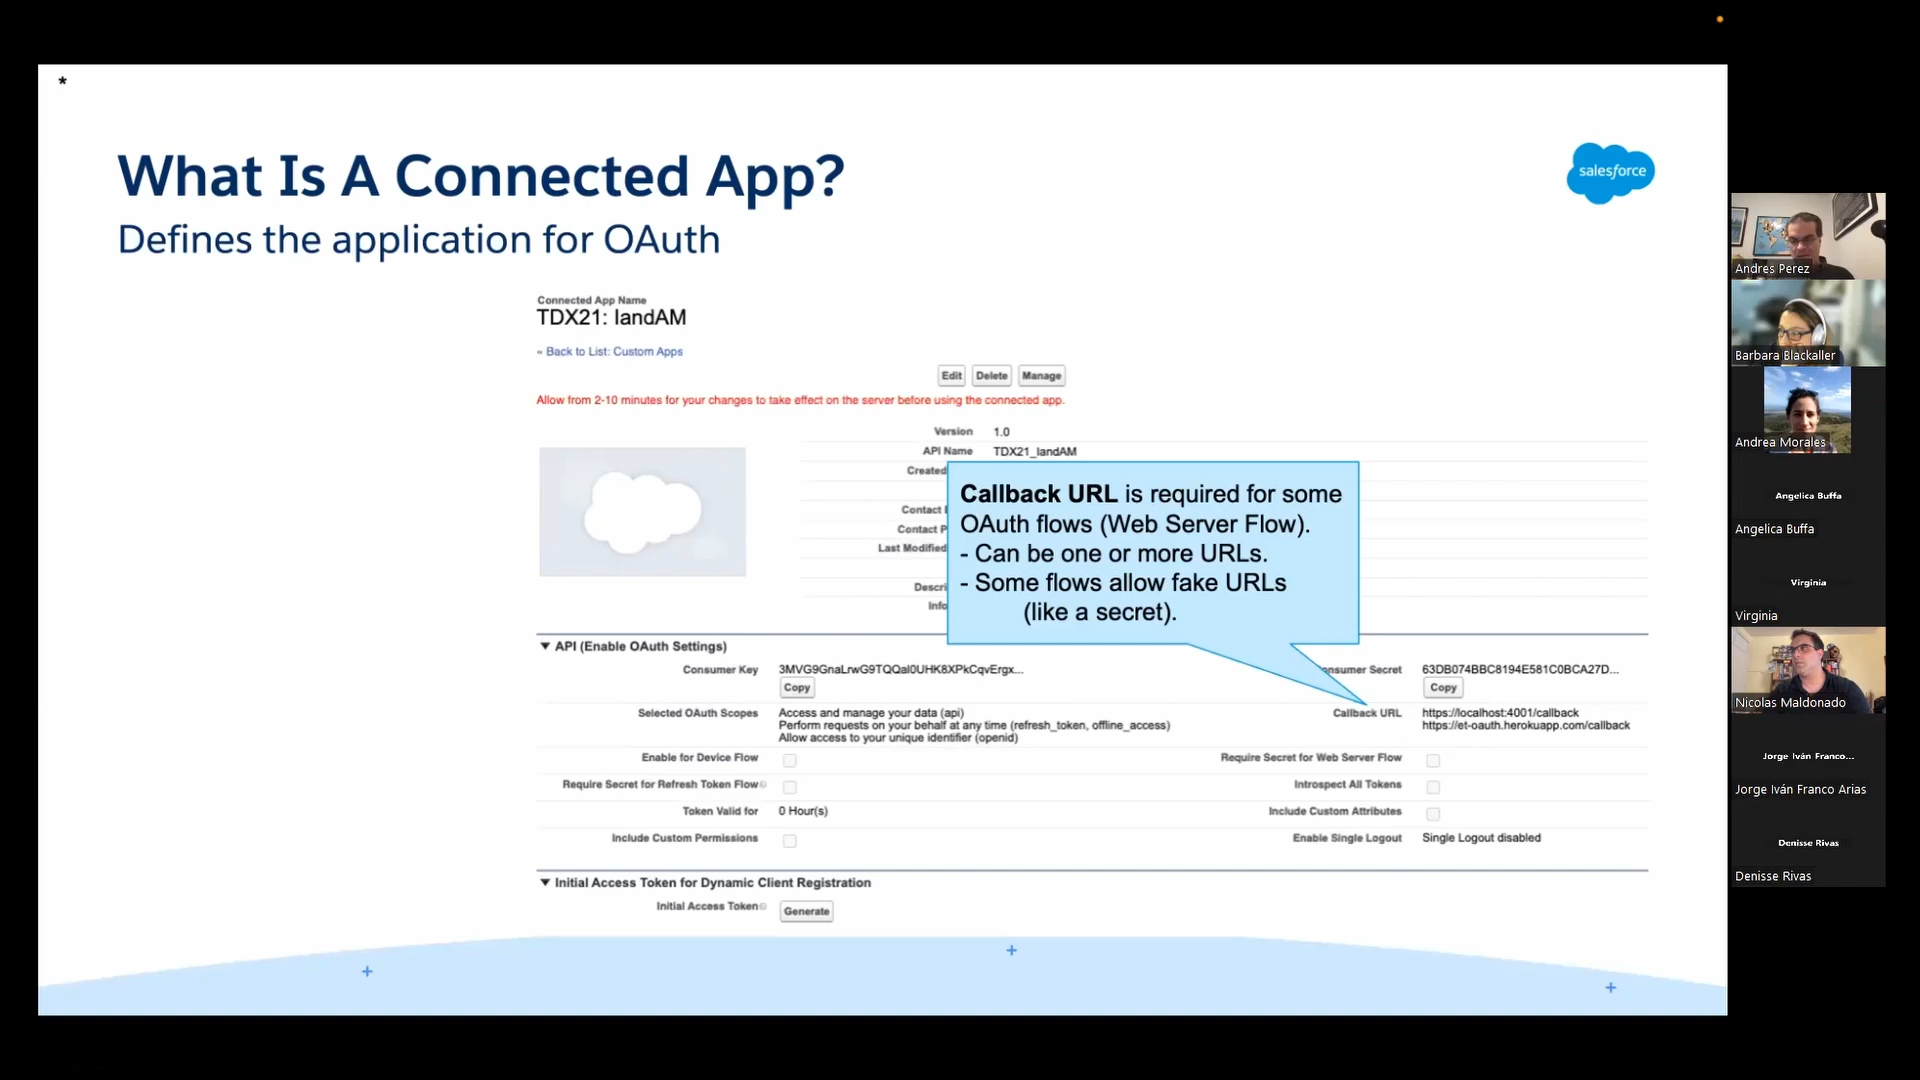 *
What Is A Connected App?
salesforce
Defines the application for OAuth
Connected App Name
TDX21: IandAM
« Back to List: Custom Apps
Edit Delete Manage
Allow from 2-10 minutes for your changes to take effect on the server before using the connected app.
Version 1.0
API Name TDX21_IandAM
Created
Contact
Contact P
Last Modified
Descri
Info
Callback URL is required for some
OAuth flows (Web Server Flow).
- Can be one or more URLs.
- Some flows allow fake URLs
(like a secret).
▼ API (Enable OAuth Settings)
Consumer Key 3MVG9GnaLrwG9TQQaI0UHK8XPkCqvErgx... onsumer Secret 63DB074BBC8194E581C0BCA27D...
Copy Copy
Selected OAuth Scopes Access and manage your data (api) Callback URL https://localhost:4001/callback
Perform requests on your behalf at any time (refresh_token, offline_access) https://et-oauth.herokuapp.com/callback
Allow access to your unique identifier (openid)
Enable for Device Flow Require Secret for Web Server Flow
Require Secret for Refresh Token Flow Introspect All Tokens
Token Valid for 0 Hour(s) Include Custom Attributes
Include Custom Permissions Enable Single Logout Single Logout disabled
▼ Initial Access Token for Dynamic Client Registration
Initial Access Token Generate
Andres Perez
Barbara Blackaller
Andrea Morales
Angelica Buffa
Angelica Buffa
Virginia
Virginia
Nicolas Maldonado
Jorge Iván Franco...
Jorge Iván Franco Arias
Denisse Rivas
Denisse Rivas